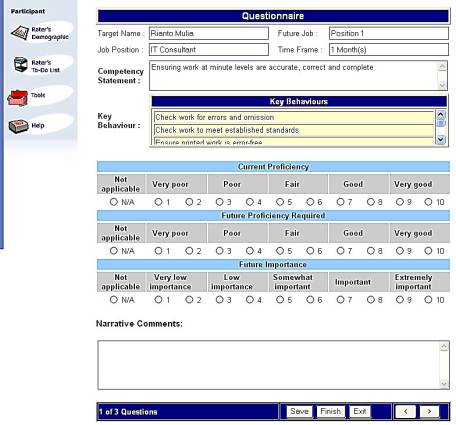 Participant
Rater's
Demographic
Rater's
To-Do List
Tools
Help
Questionnaire
Target Name : Rianto Mulia Future Job : Position 1
Job Position : IT Consultant Time Frame : 1 Month(s)
Competency
Statement :
Ensuring work at minute levels are accurate, correct and complete
Key Behaviours
Key
Behaviour :
Check work for errors and omission
Check work to meet established standards
Ensure printed work is error-free
Current Proficiency
Not applicable Very poor Poor Fair Good Very good
N/A 1 2 3 4 5 6 7 8 9 10
Future Proficiency Required
Not applicable Very poor Poor Fair Good Very good
N/A 1 2 3 4 5 6 7 8 9 10
Future Importance
Not applicable Very low importance Low importance Somewhat important Important Extremely important
N/A 1 2 3 4 5 6 7 8 9 10
Narrative Comments:
1 of 3 Questions Save Finish Exit < >